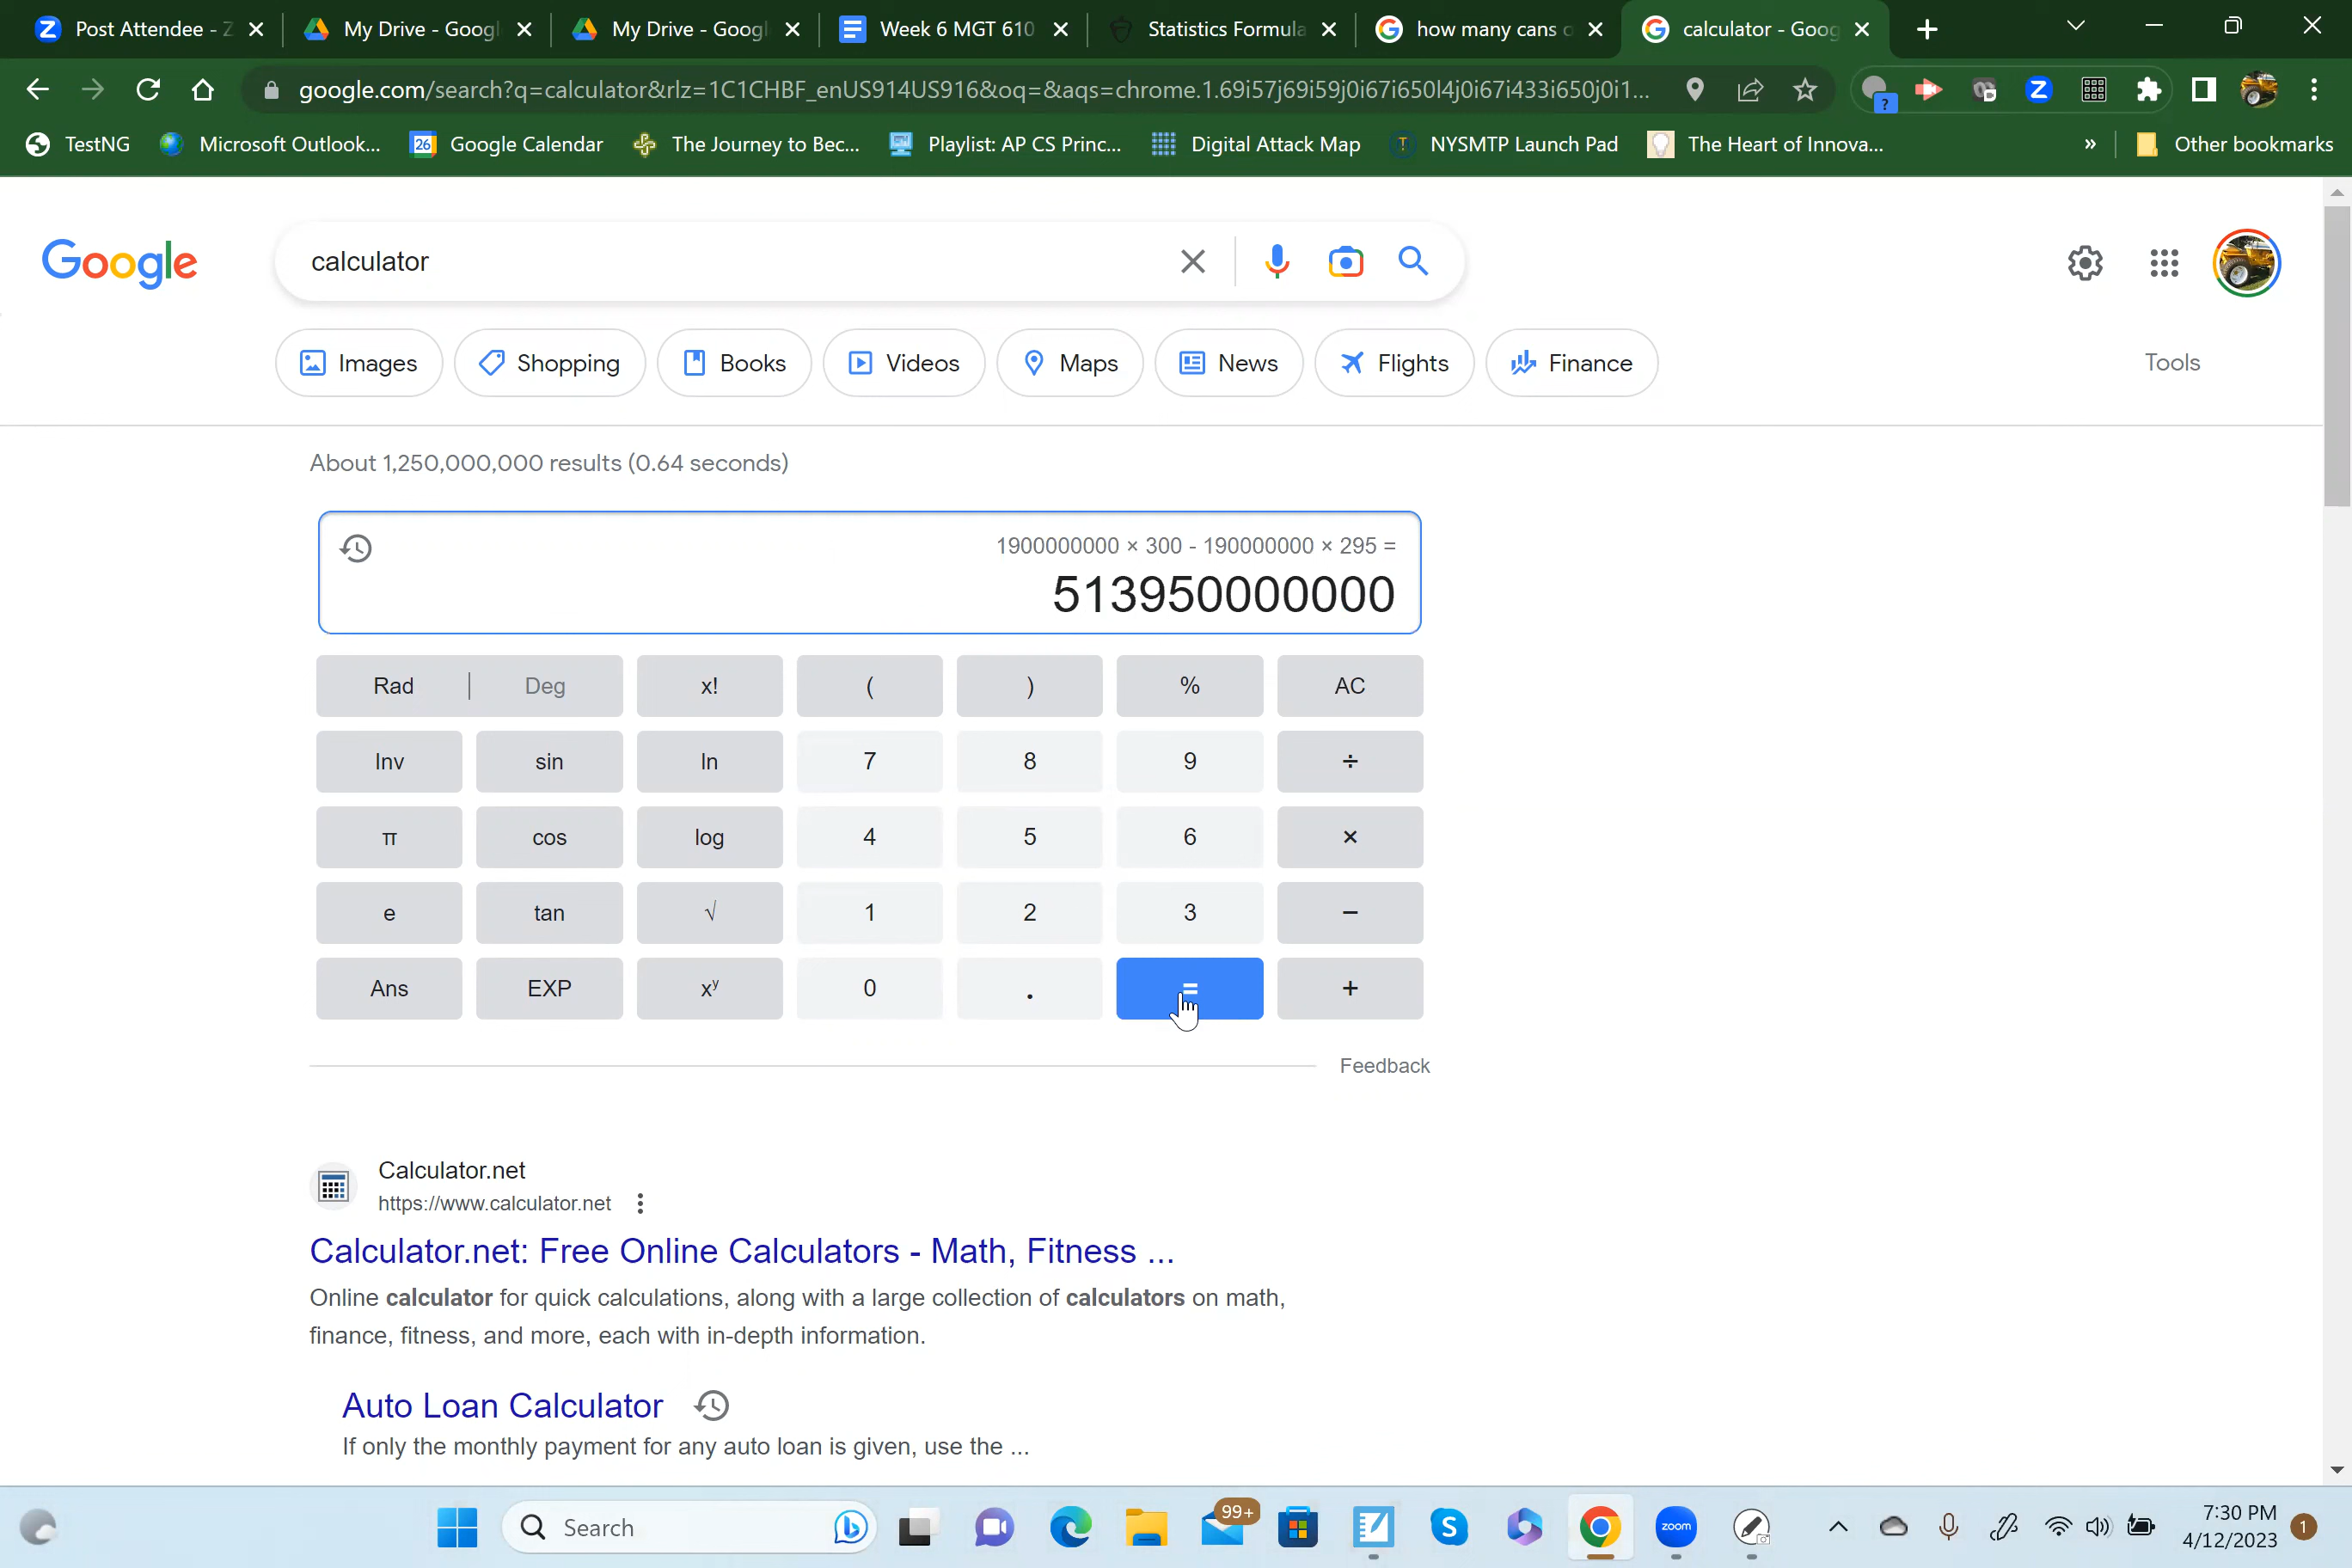 Post Attendee - Z
My Drive - Googl
My Drive - Googl
Week 6 MGT 610
Statistics Formula
how many cans o
calculator - Goog
google.com/search?q=calculator&rlz=1C1CHBF_enUS914US916&oq=&aqs=chrome.1.69i57j69i59j0i67i650l4j0i67i433i650j0i1...
TestNG
Microsoft Outlook...
26 Google Calendar
The Journey to Bec...
Playlist: AP CS Princ...
Digital Attack Map
NYSMTP Launch Pad
The Heart of Innova...
» Other bookmarks
Google
calculator
Images Shopping Books Videos Maps News Flights Finance
Tools
About 1,250,000,000 results (0.64 seconds)
1900000000 × 300 - 190000000 × 295 =
513950000000
Rad | Deg x! ( ) % AC
Inv sin ln 7 8 9 ÷
π cos log 4 5 6 ×
e tan √ 1 2 3 −
Ans EXP xʸ 0 . = +
Feedback
Calculator.net
https://www.calculator.net
Calculator.net: Free Online Calculators - Math, Fitness ...
Online calculator for quick calculations, along with a large collection of calculators on math,
finance, fitness, and more, each with in-depth information.
Auto Loan Calculator
If only the monthly payment for any auto loan is given, use the ...
Search
99+
zoom
7:30 PM
4/12/2023
1